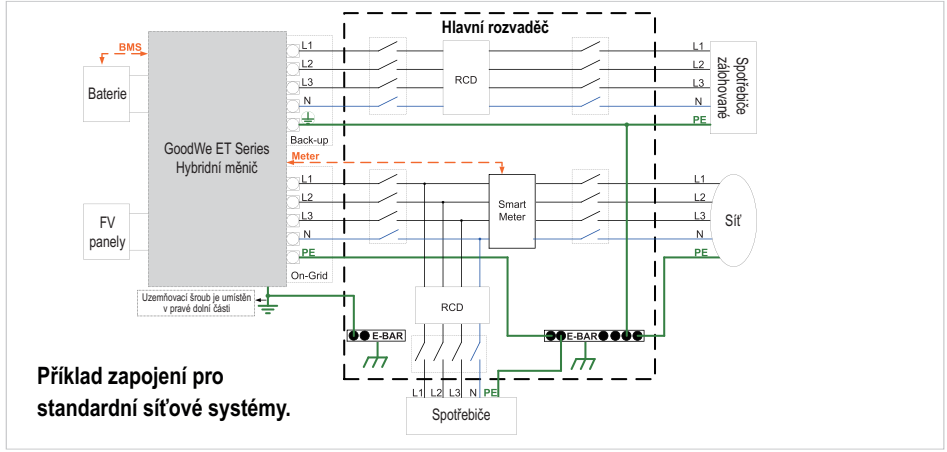 Hlavní rozvaděč
BMS
Baterie
GoodWe ET Series
Hybridní měnič
FV
panely
L1
L2
L3
N
Back-up
RCD
L1
L2
L3
N
PE
Spotřebiče
zálohované
Meter
L1
L2
L3
N
PE
On-Grid
Smart
Meter
L1
L2
L3
N
PE
Síť
Uzemňovací šroub je umístěn
v pravé dolní části
RCD
E-BAR
E-BAR
L1 L2 L3 N PE
Spotřebiče
Příklad zapojení pro
standardní síťové systémy.